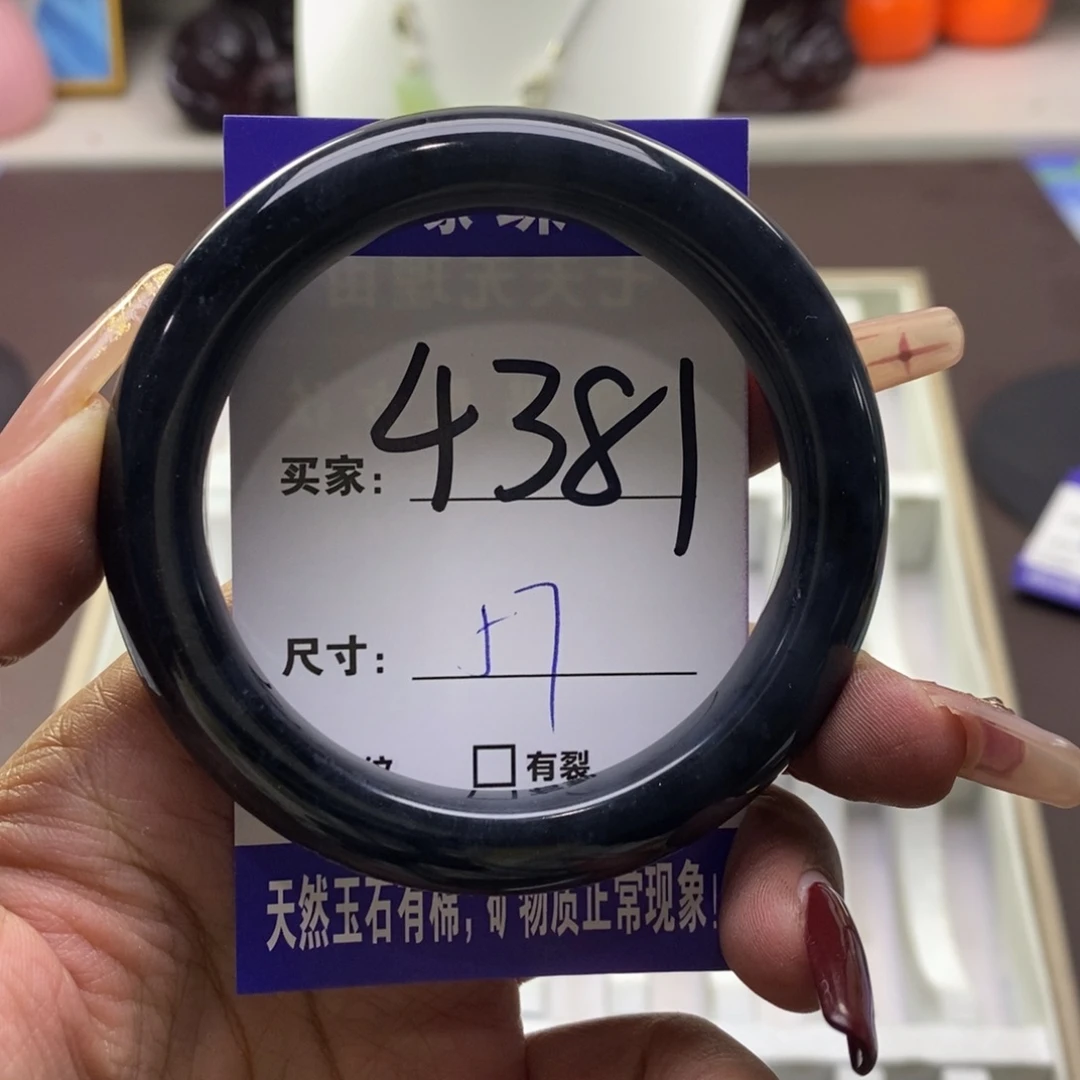 买家: 4381
尺寸: 57
□ 有裂
天然玉石有棉, 矿物质正常现象!